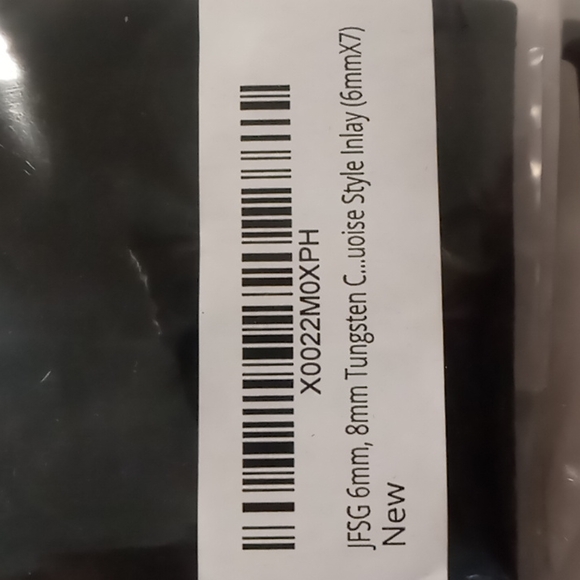 X0022M0XPH
JFSG 6mm, 8mm Tungsten C...uoise Style Inlay (6mmX7)
New